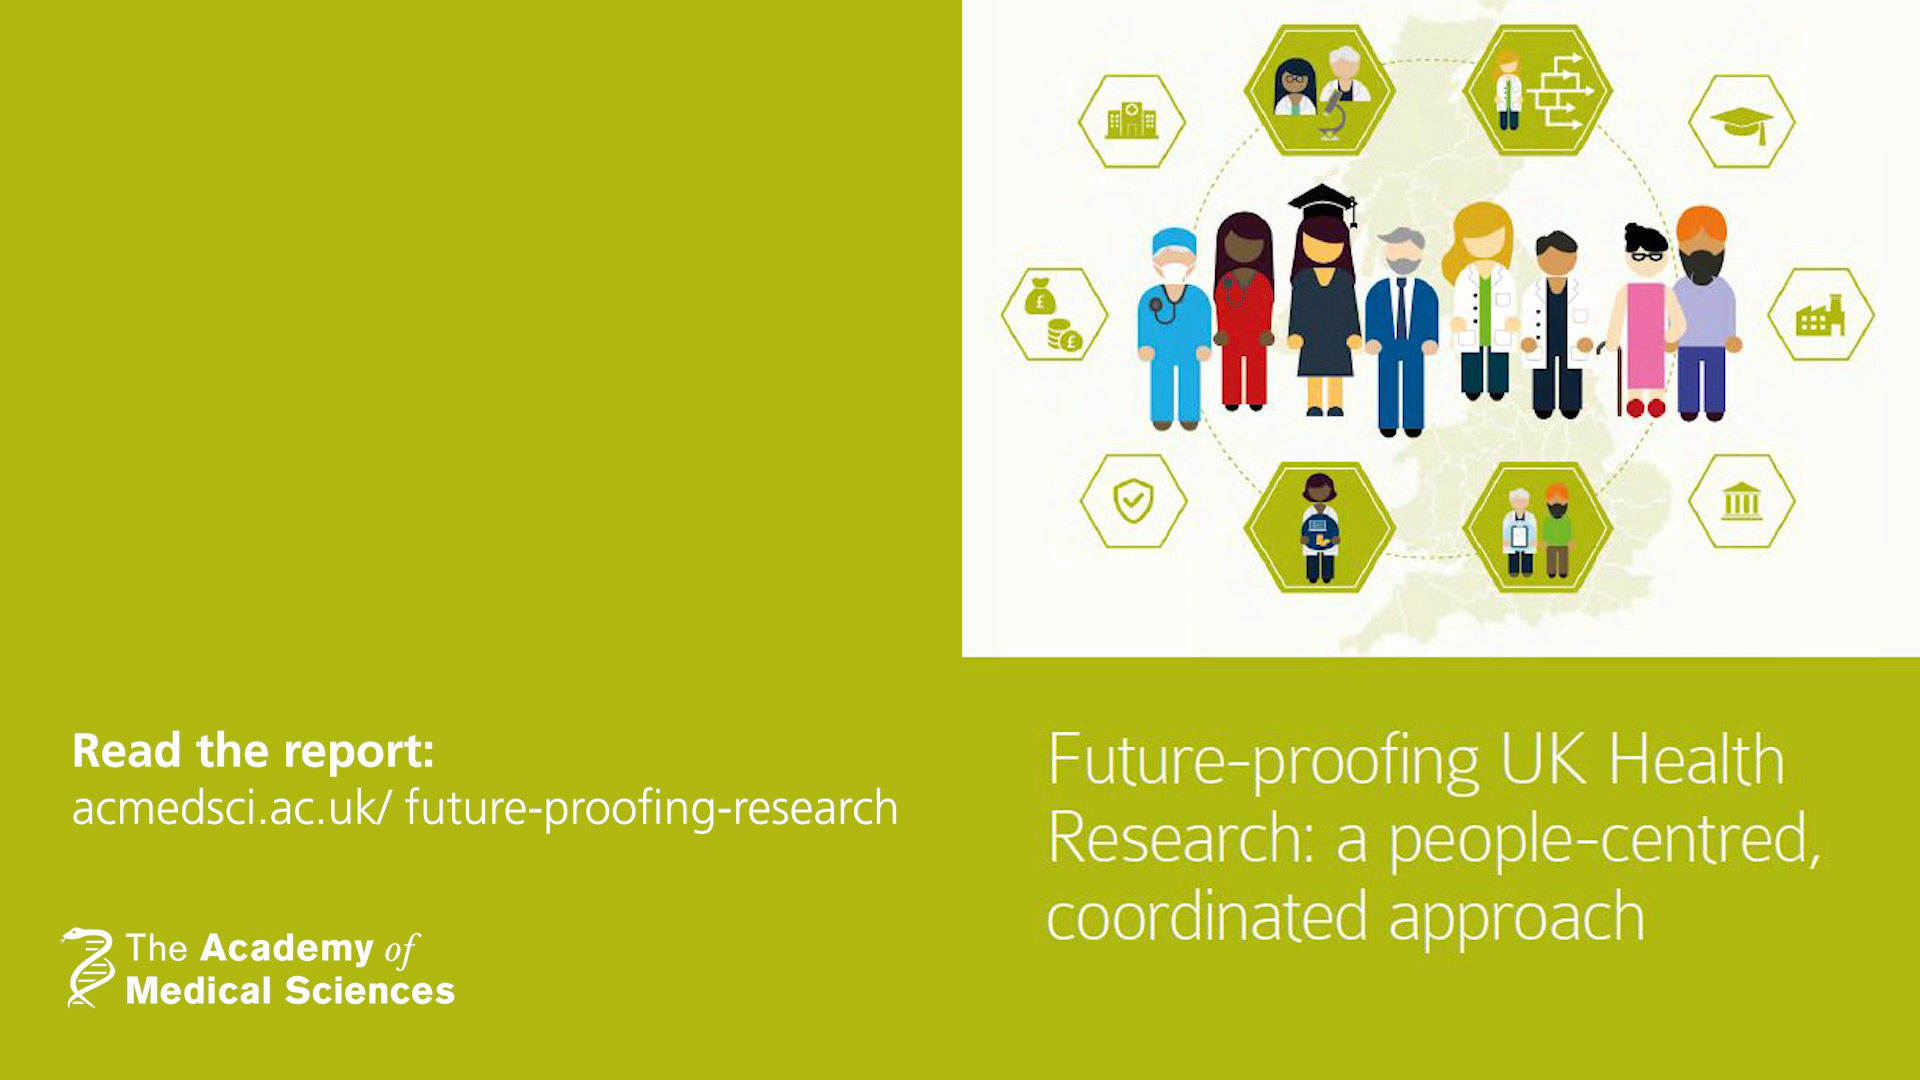 Read the report:
acmedsci.ac.uk/ future-proofing-research
The Academy of
Medical Sciences
£
£
Future-proofing UK Health
Research: a people-centred,
coordinated approach